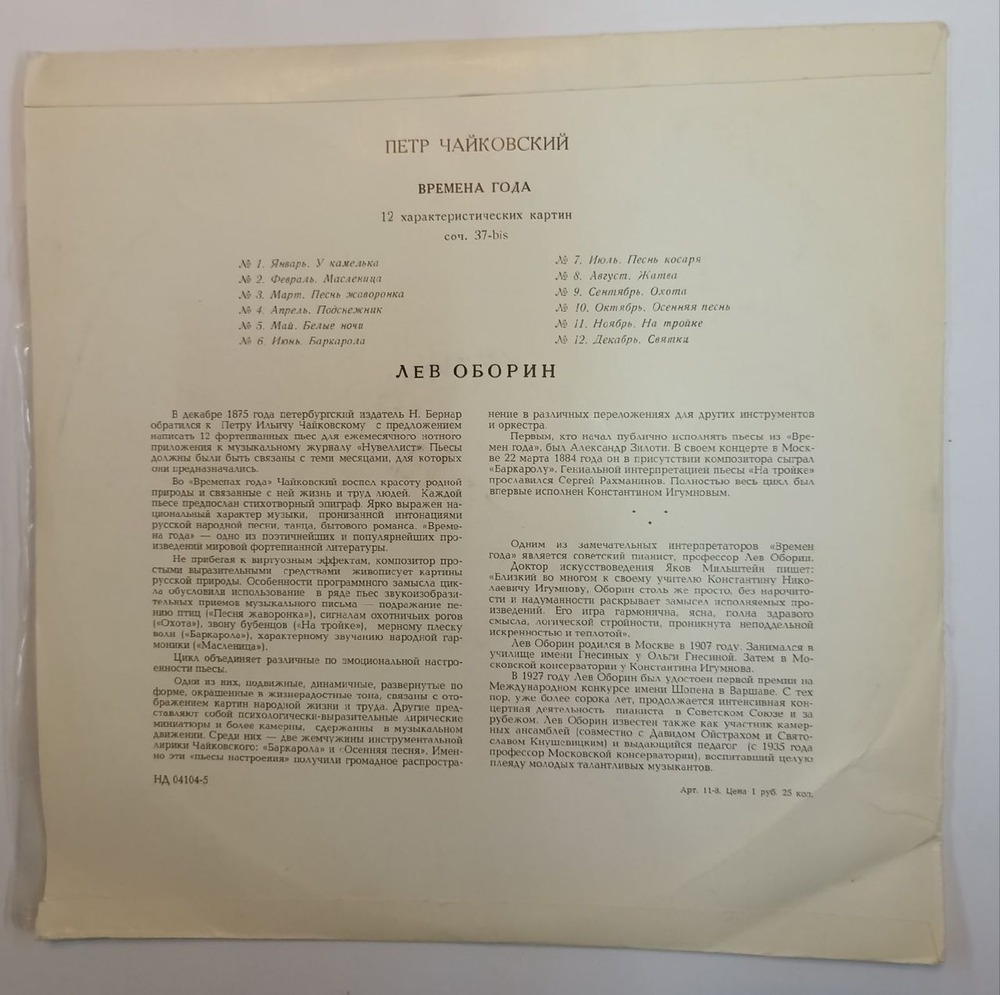 ПЕТР ЧАЙКОВСКИЙ
ВРЕМЕНА ГОДА
12 характеристических картин
соч. 37-bis
№ 1. Январь. У камелька
№ 2. Февраль. Масленица
№ 3. Март. Песнь жаворонка
№ 4. Апрель. Подснежник
№ 5. Май. Белые ночи
№ 6. Июнь. Баркарола
№ 7. Июль. Песнь косаря
№ 8. Август. Жатва
№ 9. Сентябрь. Охота
№ 10. Октябрь. Осенняя песнь
№ 11. Ноябрь. На тройке
№ 12. Декабрь. Святки
ЛЕВ ОБОРИН
В декабре 1875 года петербургский издатель Н. Бернар
обратился к Петру Ильичу Чайковскому с предложением
написать 12 фортепианных пьес для ежемесячного нотного
приложения к музыкальному журналу «Нувеллист». Пьесы
должны были быть связаны с теми месяцами, для которых
они предназначались.
Во «Временах года» Чайковский воспел красоту родной
природы и связанные с ней жизнь и труд людей. Каждой
пьесе предпослан стихотворный эпиграф. Ярко выражен на-
циональный характер музыки, пронизанной интонациями
русской народной песни, танца, бытового романса. «Време-
на года» — одно из поэтичнейших и популярнейших про-
изведений мировой фортепианной литературы.
Не прибегая к виртуозным эффектам, композитор про-
стыми выразительными средствами живописует картины
русской природы. Особенности программного замысла цик-
ла обусловили использование в ряде пьес звукоизобрази-
тельных приемов музыкального письма — подражание пе-
нию птиц («Песня жаворонка»), сигналам охотничьих рогов
(«Охота»), звону бубенцов («На тройке»), мерному плеску
волн («Баркарола»), характерному звучанию народной гар-
моники («Масленица»).
Цикл объединяет различные по эмоциональной настро-
енности пьесы.
Одни из них, подвижные, динамичные, развернутые по
форме, окрашенные в жизнерадостные тона, связаны с ото-
бражением картин народной жизни и труда. Другие пред-
ставляют собой психологически-выразительные лирические
миниатюры и более камерны, сдержанны в музыкальном
движении. Среди них — две жемчужины инструментальной
лирики Чайковского: «Баркарола» и «Осенняя песня». Имен-
но эти «пьесы настроения» получили громадное распростра-
НД 04104-5
нение в различных переложениях для других инструментов
и оркестра.
Первым, кто начал публично исполнять пьесы из «Вре-
мен года», был Александр Зилоти. В своем концерте в Моск-
ве 22 марта 1884 года он в присутствии композитора сыграл
«Баркаролу». Гениальной интерпретацией пьесы «На тройке»
прославился Сергей Рахманинов. Полностью весь цикл был
впервые исполнен Константином Игумновым.
* *
*
Одним из замечательных интерпретаторов «Времен
года» является советский пианист, профессор Лев Оборин.
Доктор искусствоведения Яков Мильштейн пишет:
«Близкий во многом к своему учителю Константину Нико-
лаевичу Игумнову, Оборин столь же просто, без нарочито-
сти и надуманности раскрывает замысел исполняемых про-
изведений. Его игра гармонична, ясна, полна здравого
смысла, логической стройности, проникнута неподдельной
искренностью и теплотой».
Лев Оборин родился в Москве в 1907 году. Занимался в
училище имени Гнесиных у Ольги Гнесиной. Затем в Мо-
сковской консерватории у Константина Игумнова.
В 1927 году Лев Оборин был удостоен первой премии на
Международном конкурсе имени Шопена в Варшаве. С тех
пор, уже более сорока лет, продолжается интенсивная кон-
цертная деятельность пианиста в Советском Союзе и за
рубежом. Лев Оборин известен также как участник камер-
ных ансамблей (совместно с Давидом Ойстрахом и Свято-
славом Кнушевицким) и выдающийся педагог (с 1935 года
профессор Московской консерватории), воспитавший целую
плеяду молодых талантливых музыкантов.
Арт. 11-3. Цена 1 руб. 25 коп.